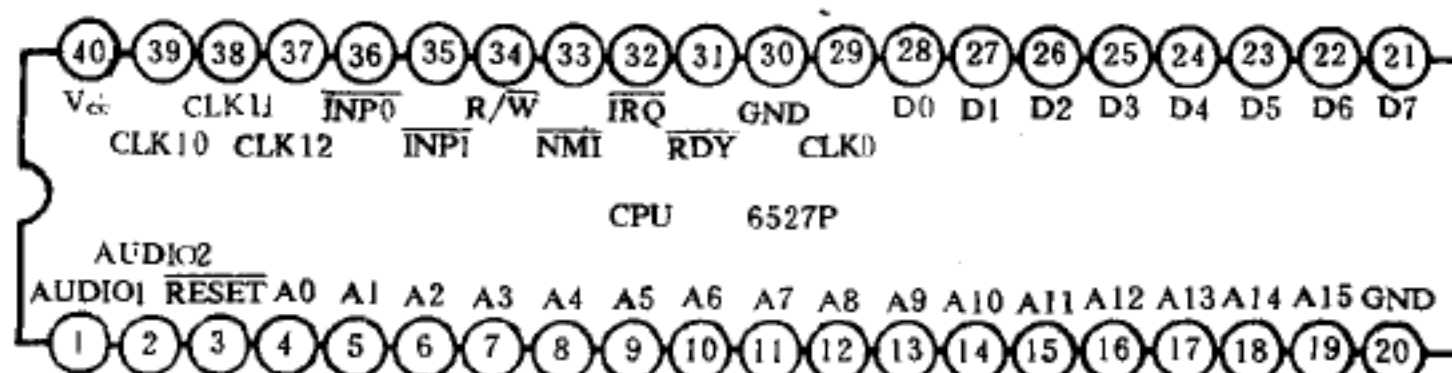 40 39 38 37 36 35 34 33 32 31 30 29 28 27 26 25 24 23 22 21
Vcc CLK11 INP0 R/W IRQ GND D0 D1 D2 D3 D4 D5 D6 D7
CLK10 CLK12 INP1 NMI RDY CLK0
CPU 6527P
AUDIO2
AUDIO1 RESET A0 A1 A2 A3 A4 A5 A6 A7 A8 A9 A10 A11 A12 A13 A14 A15 GND
1 2 3 4 5 6 7 8 9 10 11 12 13 14 15 16 17 18 19 20